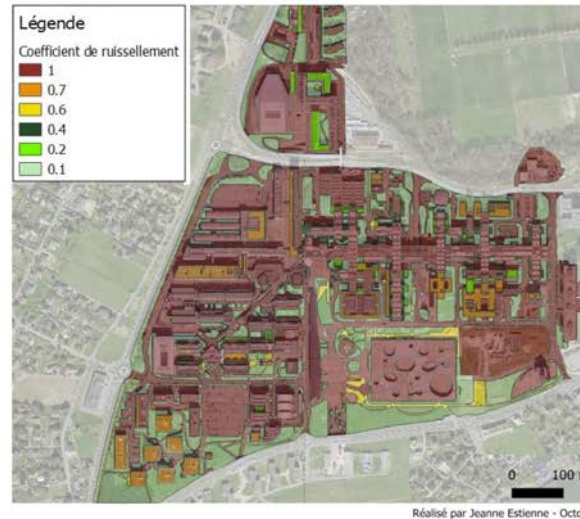 Légende
Coefficient de ruissellement
1
0.7
0.6
0.4
0.2
0.1
0 100
Réalisé par Jeanne Estienne - Octo